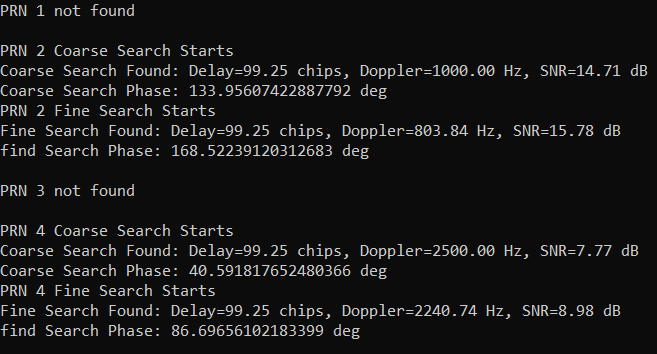 PRN 1 not found
PRN 2 Coarse Search Starts
Coarse Search Found: Delay=99.25 chips, Doppler=1000.00 Hz, SNR=14.71 dB
Coarse Search Phase: 133.95607422887792 deg
PRN 2 Fine Search Starts
Fine Search Found: Delay=99.25 chips, Doppler=803.84 Hz, SNR=15.78 dB
find Search Phase: 168.52239120312683 deg
PRN 3 not found
PRN 4 Coarse Search Starts
Coarse Search Found: Delay=99.25 chips, Doppler=2500.00 Hz, SNR=7.77 dB
Coarse Search Phase: 40.591817652480366 deg
PRN 4 Fine Search Starts
Fine Search Found: Delay=99.25 chips, Doppler=2240.74 Hz, SNR=8.98 dB
find Search Phase: 86.69656102183399 deg